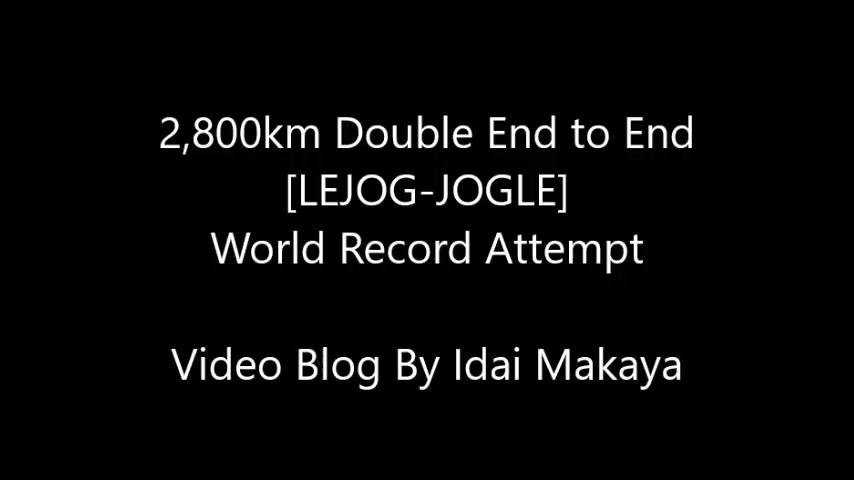 2,800km Double End to End
[LEJOG-JOGLE]
World Record Attempt
Video Blog By Idai Makaya